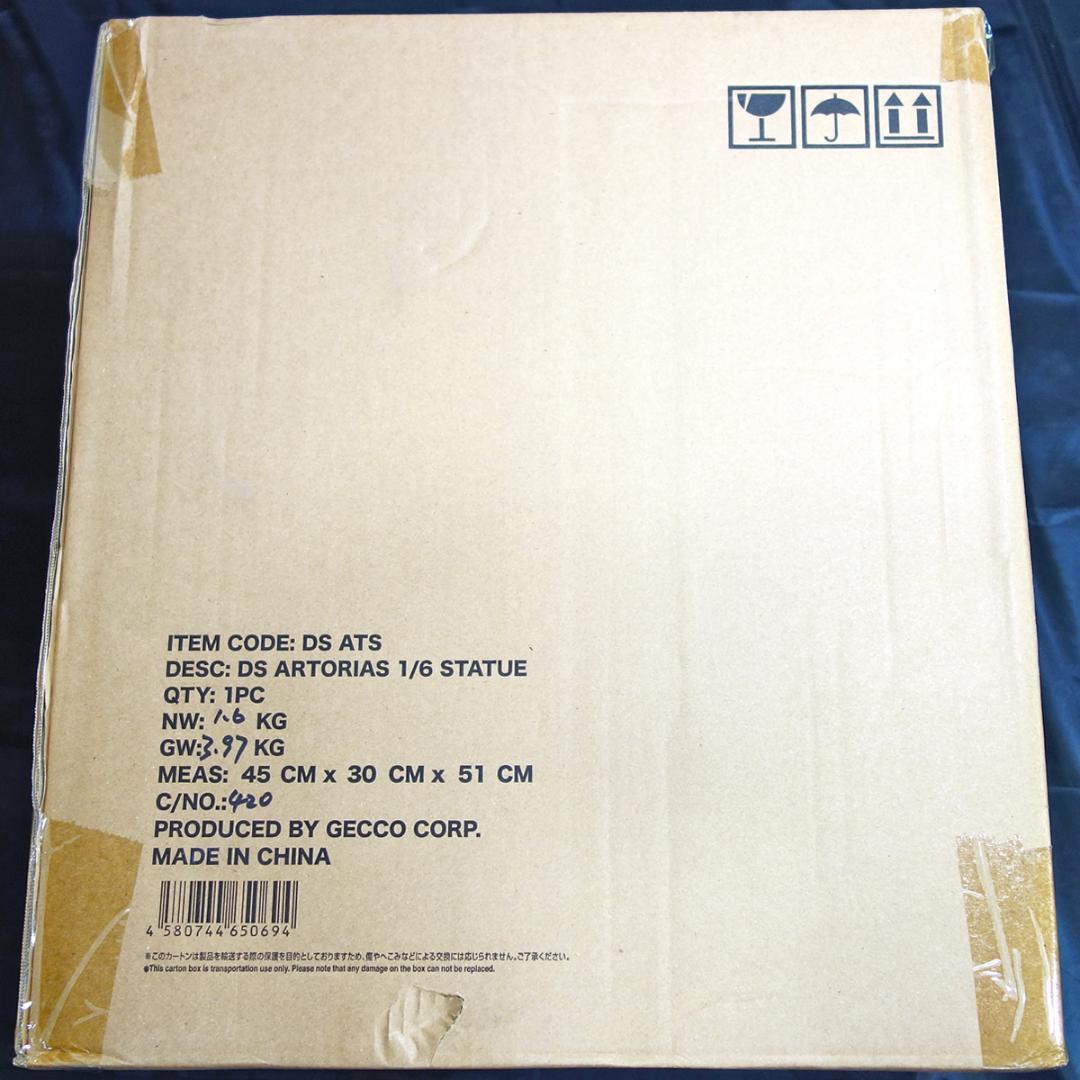 ITEM CODE: DS ATS
DESC: DS ARTORIAS 1/6 STATUE
QTY: 1PC
NW: 1.6 KG
GW:3.97 KG
MEAS: 45 CM x 30 CM x 51 CM
C/NO.:420
PRODUCED BY GECCO CORP.
MADE IN CHINA
4 580744 650694
※このカートンは製品を輸送する際の保護を目的としておりますため、傷やへこみなどによる交換には応じられません。ご了承ください。
※This carton box is transportation use only. Please note that any damage on the box can not be replaced.